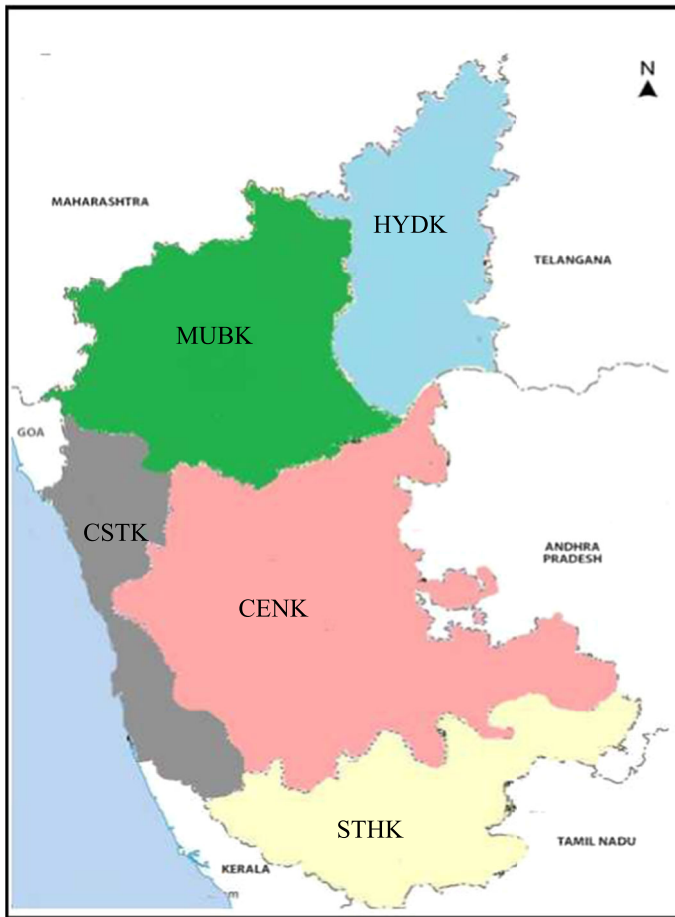 N
MAHARASHTRA
HYDK
TELANGANA
MUBK
GOA
CSTK
ANDHRA
PRADESH
CENK
STHK
TAMIL NADU
KERALA